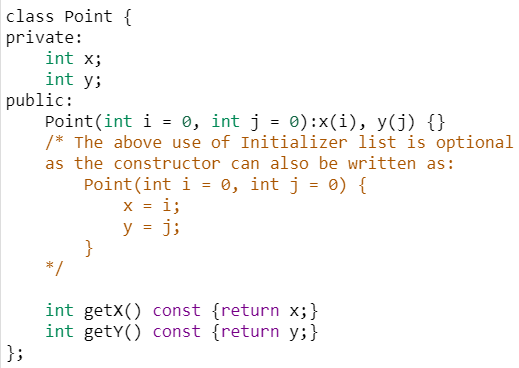 class Point {
private:
    int x;
    int y;
public:
    Point(int i = 0, int j = 0):x(i), y(j) {}
    /* The above use of Initializer list is optional
    as the constructor can also be written as:
        Point(int i = 0, int j = 0) {
            x = i;
            y = j;
        }
    */
    int getX() const {return x;}
    int getY() const {return y;}
};